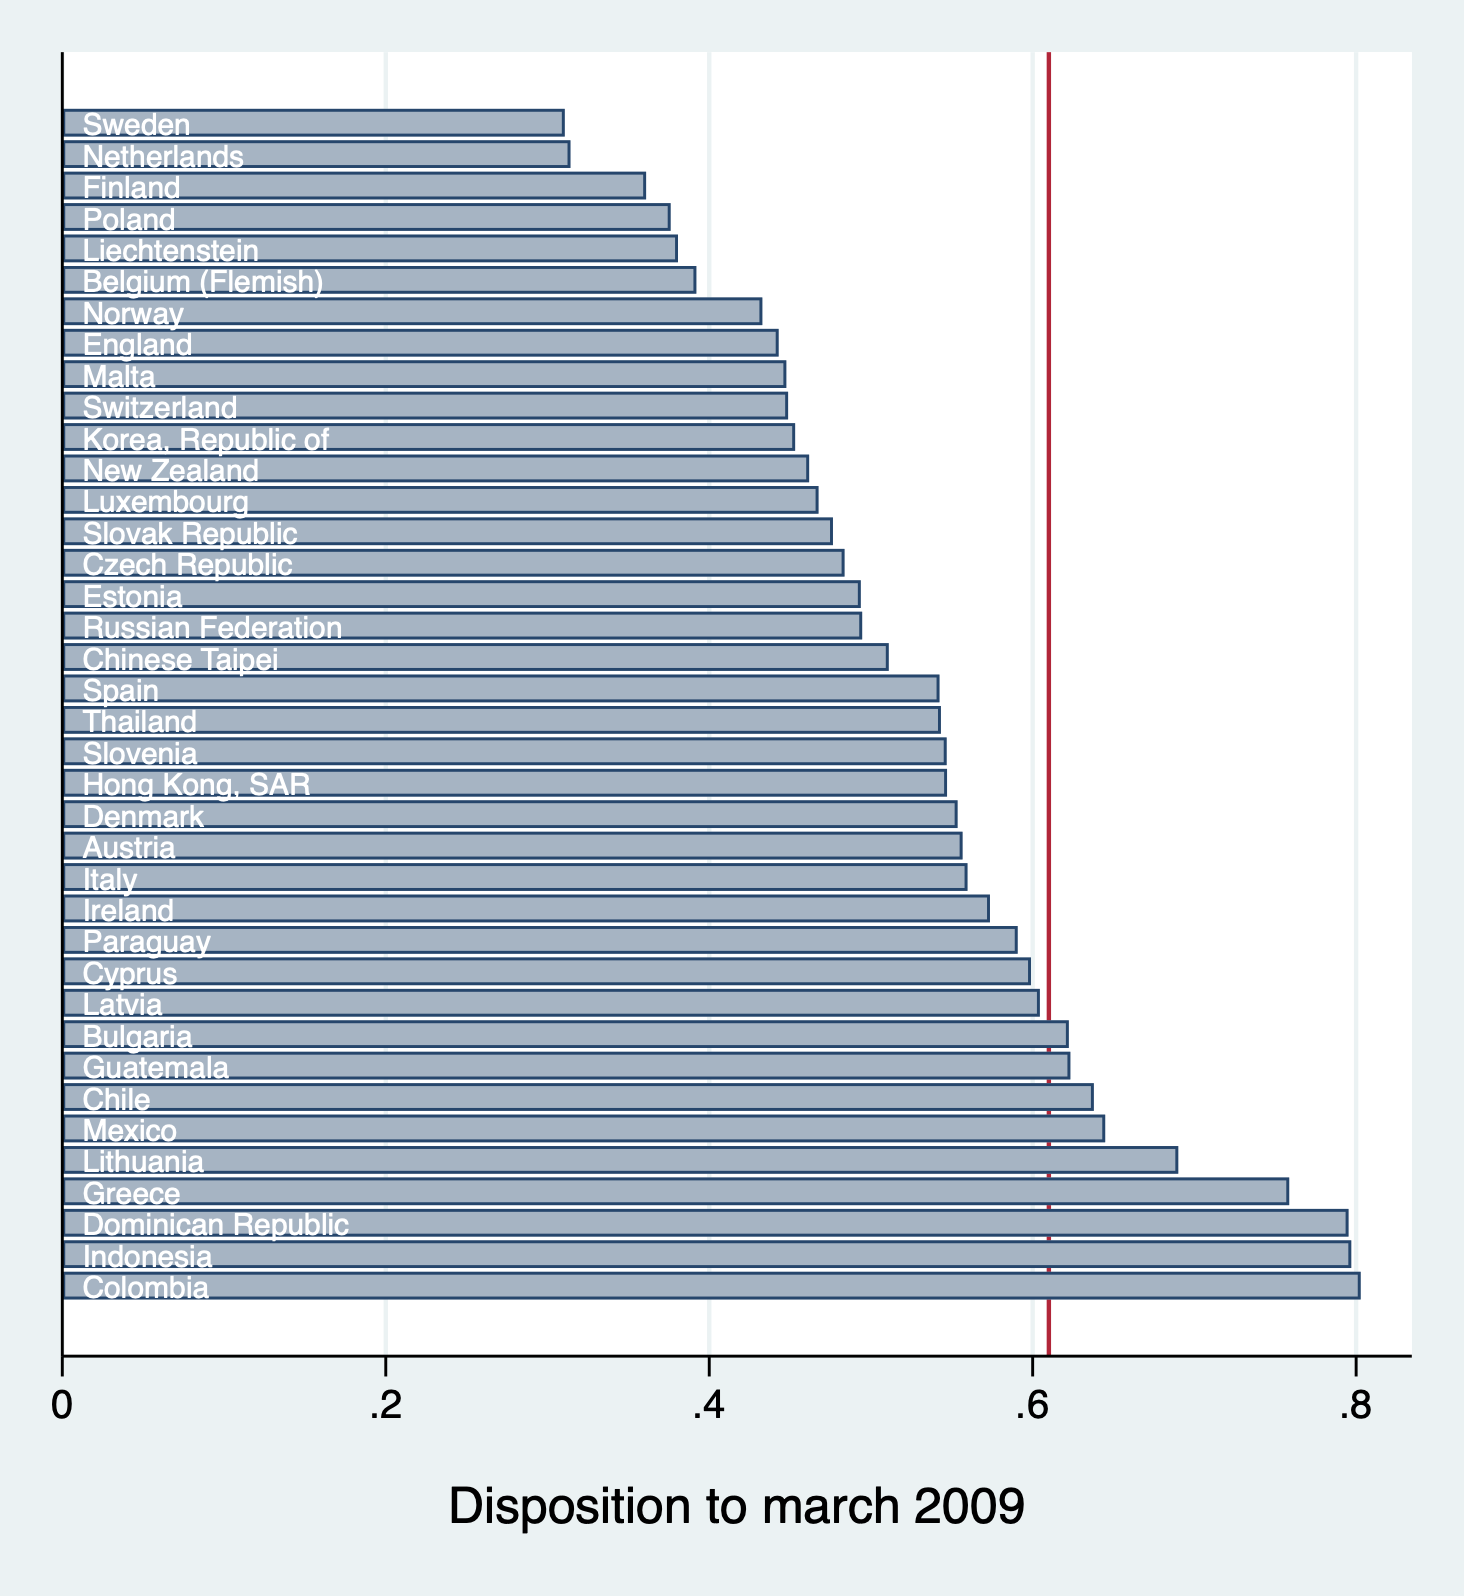 Sweden
Netherlands
Finland
Poland
Liechtenstein
Belgium (Flemish)
Norway
England
Malta
Switzerland
Korea, Republic of
New Zealand
Luxembourg
Slovak Republic
Czech Republic
Estonia
Russian Federation
Chinese Taipei
Spain
Thailand
Slovenia
Hong Kong, SAR
Denmark
Austria
Italy
Ireland
Paraguay
Cyprus
Latvia
Bulgaria
Guatemala
Chile
Mexico
Lithuania
Greece
Dominican Republic
Indonesia
Colombia
0 .2 .4 .6 .8
Disposition to march 2009